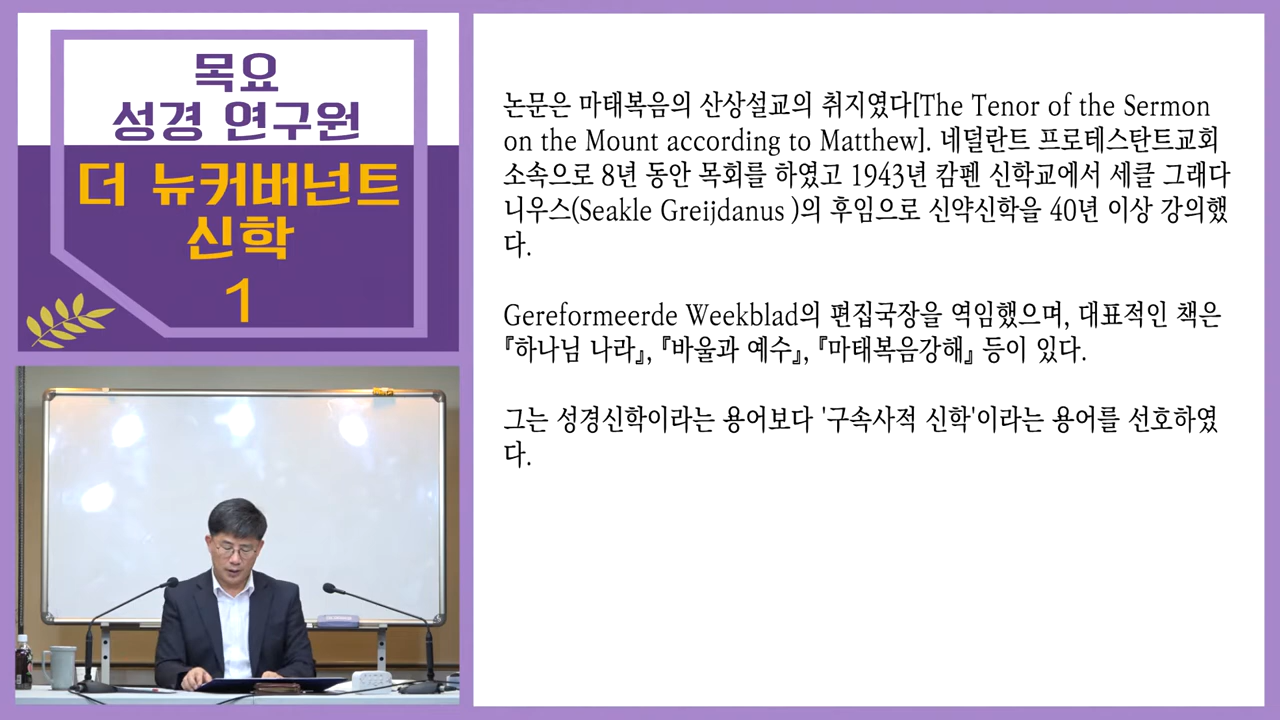 목요
성경 연구원
더 뉴커버넌트
신학
1
논문은 마태복음의 산상설교의 취지였다[The Tenor of the Sermon
on the Mount according to Matthew]. 네덜란트 프로테스탄트교회
소속으로 8년 동안 목회를 하였고 1943년 캄펜 신학교에서 세클 그래다
니우스(Seakle Greijdanus )의 후임으로 신약신학을 40년 이상 강의했
다.
Gereformeerde Weekblad의 편집국장을 역임했으며, 대표적인 책은
『하나님 나라』, 『바울과 예수』, 『마태복음강해』 등이 있다.
그는 성경신학이라는 용어보다 '구속사적 신학'이라는 용어를 선호하였
다.